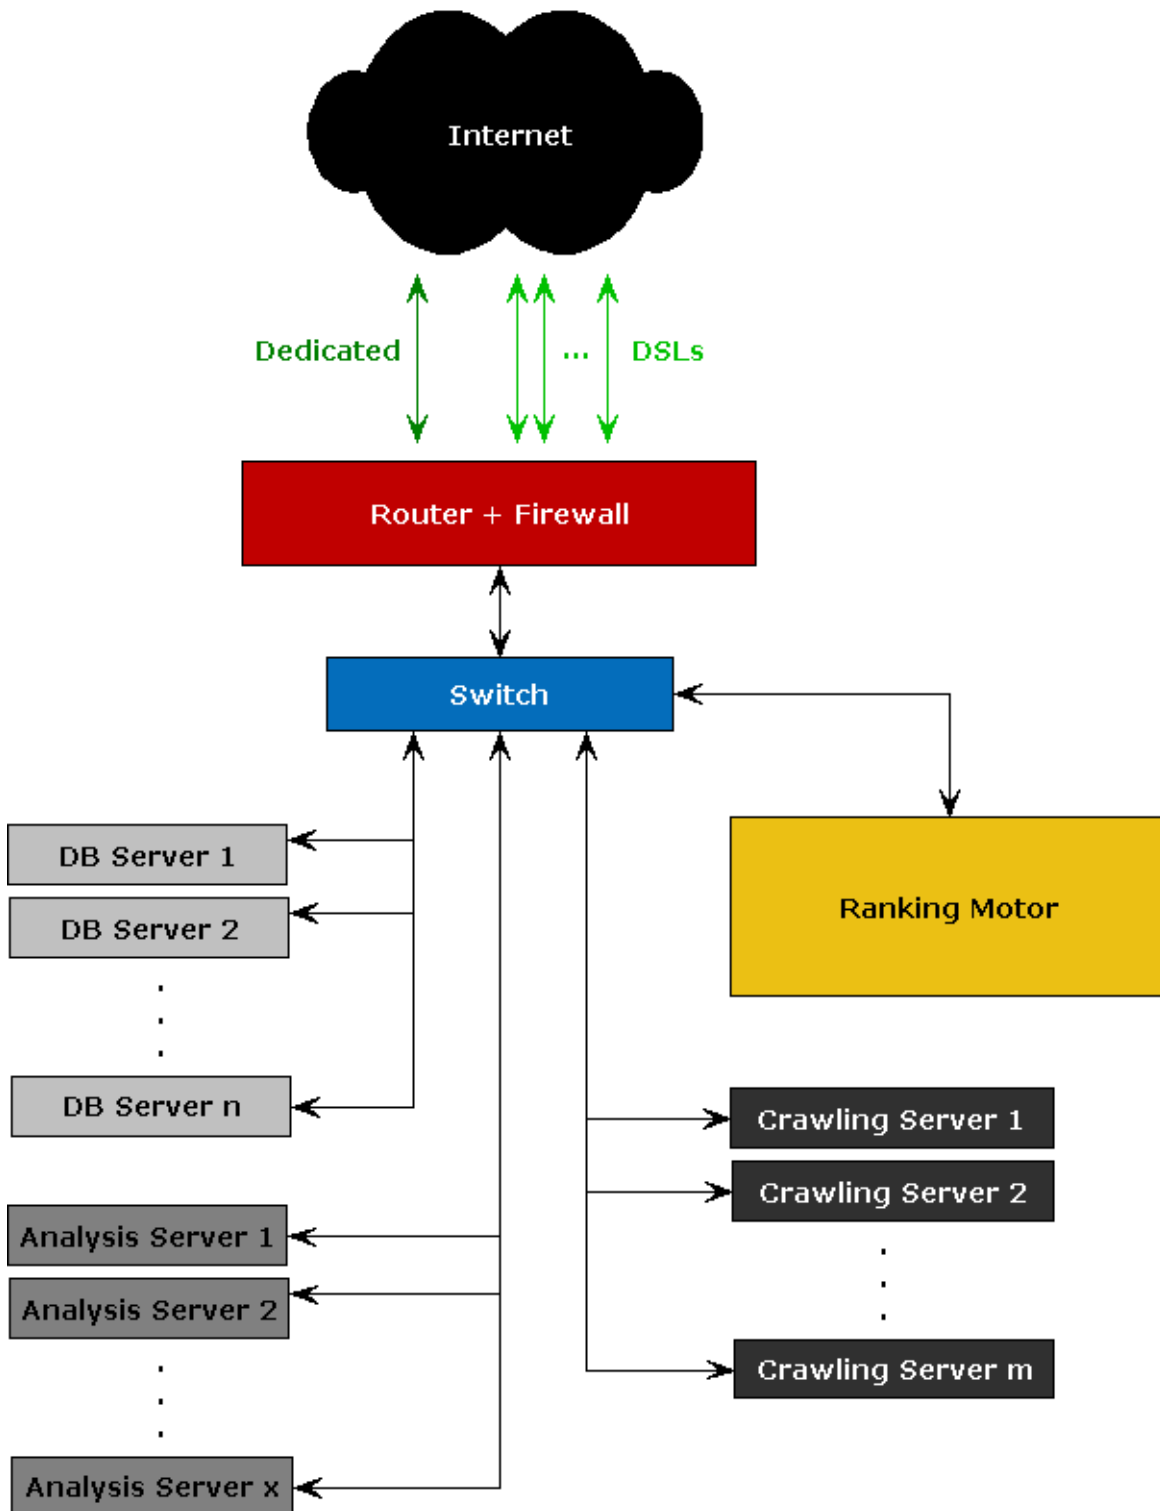 Internet
Dedicated
...
DSLs
Router + Firewall
Switch
DB Server 1
DB Server 2
.
.
.
DB Server n
Ranking Motor
Analysis Server 1
Analysis Server 2
.
.
.
Analysis Server x
Crawling Server 1
Crawling Server 2
.
.
.
Crawling Server m